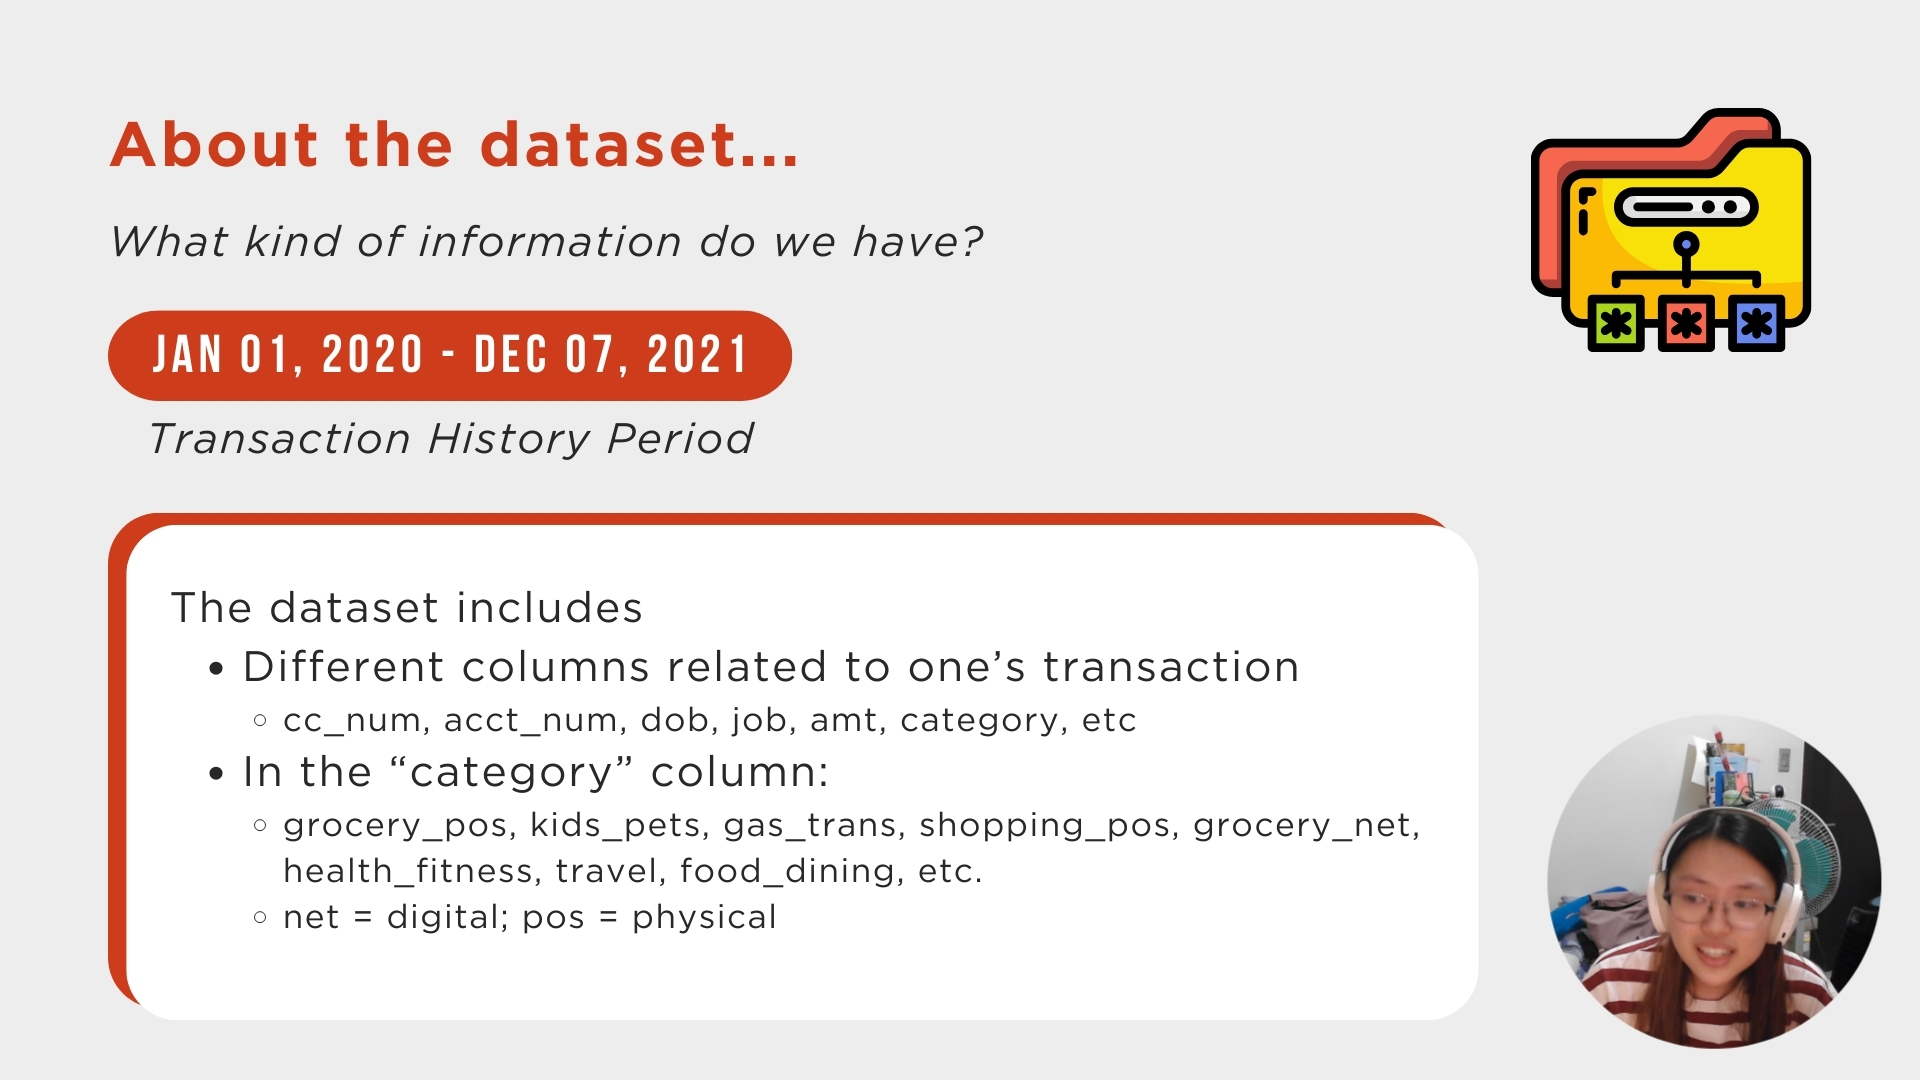 About the dataset...
What kind of information do we have?
JAN 01, 2020 - DEC 07, 2021
Transaction History Period
The dataset includes
• Different columns related to one’s transaction
○ cc_num, acct_num, dob, job, amt, category, etc
• In the “category” column:
○ grocery_pos, kids_pets, gas_trans, shopping_pos, grocery_net,
health_fitness, travel, food_dining, etc.
○ net = digital; pos = physical